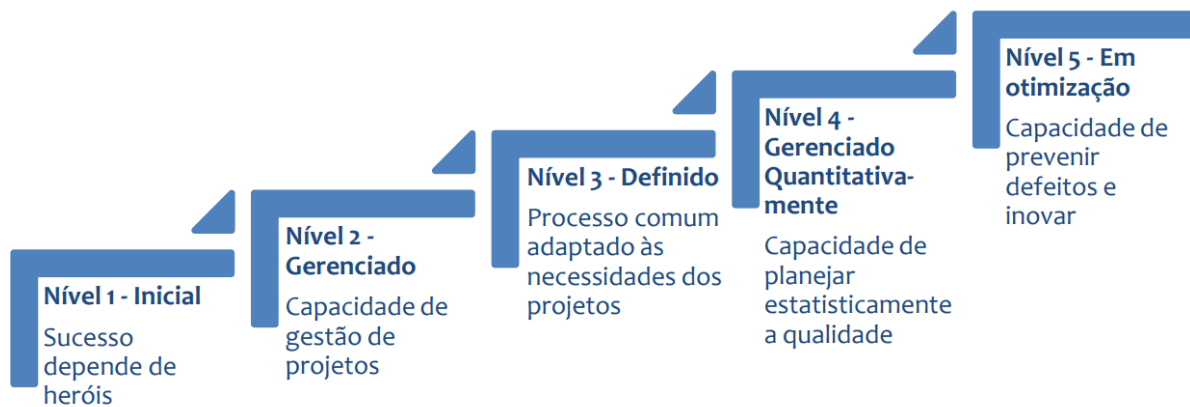 Nível 1 - Inicial
Sucesso
depende de
heróis
Nível 2 -
Gerenciado
Capacidade de
gestão de
projetos
Nível 3 - Definido
Processo comum
adaptado às
necessidades dos
projetos
Nível 4 -
Gerenciado
Quantitativa-
mente
Capacidade de
planejar
estatisticamente
a qualidade
Nível 5 - Em
otimização
Capacidade de
prevenir
defeitos e
inovar